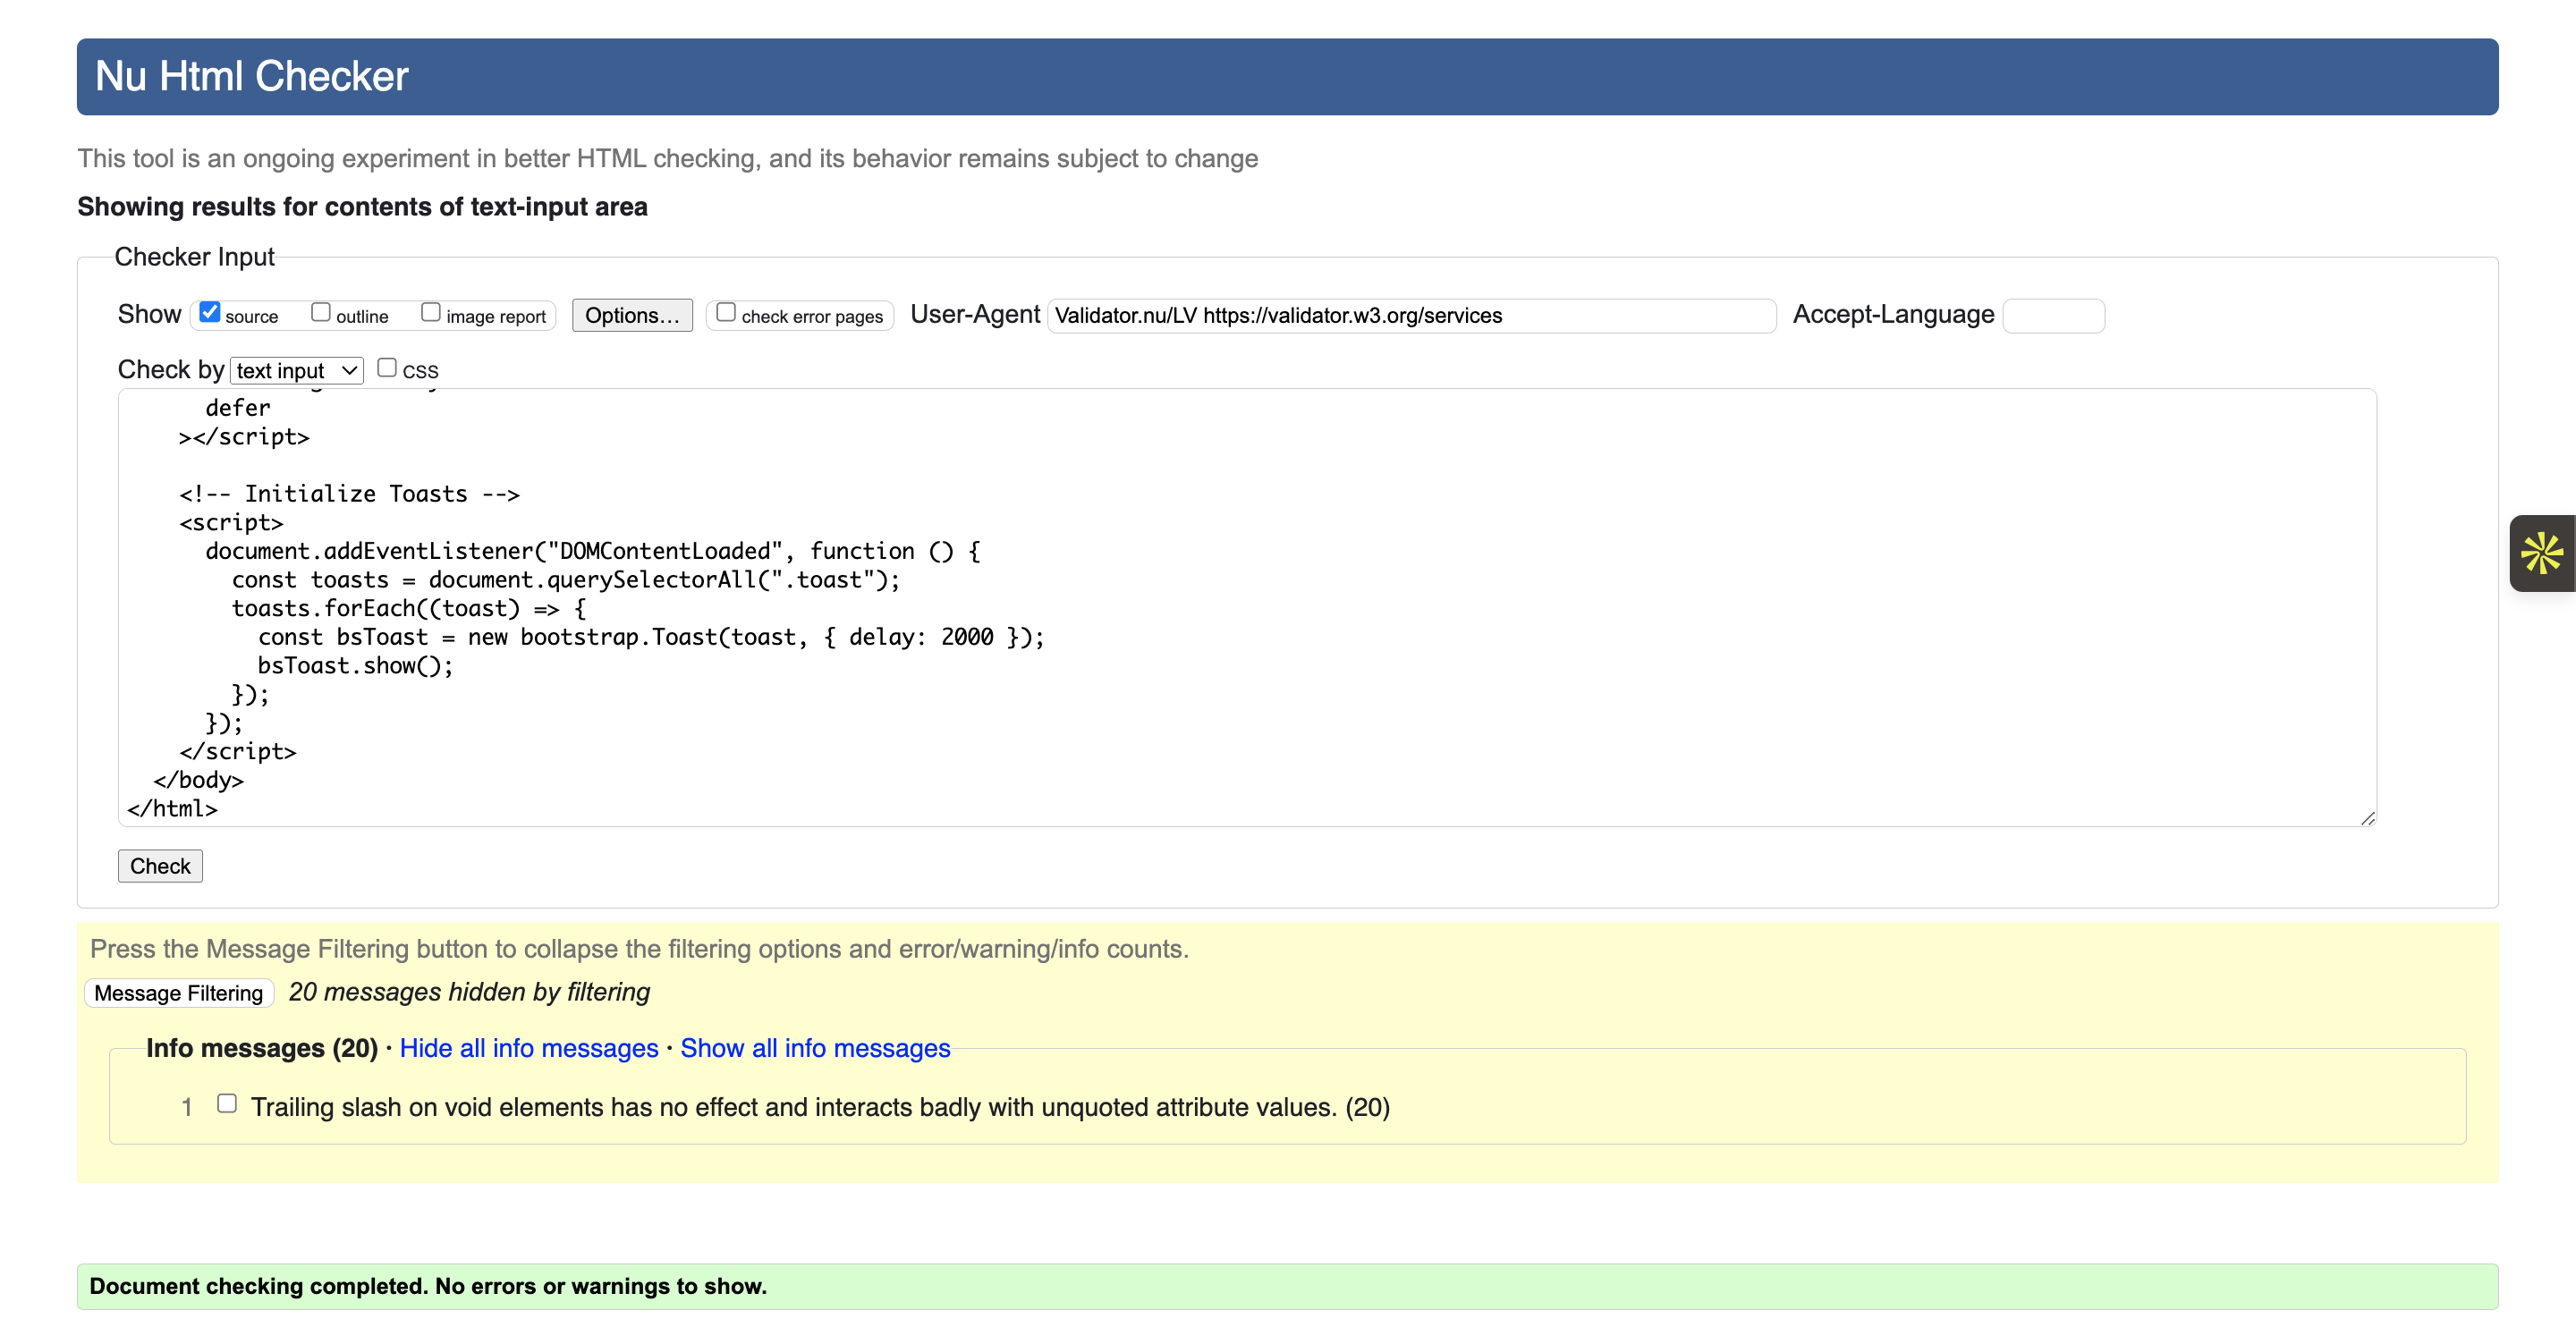 Nu Html Checker
This tool is an ongoing experiment in better HTML checking, and its behavior remains subject to change
Showing results for contents of text-input area
Checker Input
Show source outline image report Options... check error pages User-Agent Validator.nu/LV https://validator.w3.org/services Accept-Language
Check by text input css
defer
></script>
<!-- Initialize Toasts -->
<script>
document.addEventListener("DOMContentLoaded", function () {
const toasts = document.querySelectorAll(".toast");
toasts.forEach((toast) => {
const bsToast = new bootstrap.Toast(toast, { delay: 2000 });
bsToast.show();
});
});
</script>
</body>
</html>
Check
Press the Message Filtering button to collapse the filtering options and error/warning/info counts.
Message Filtering 20 messages hidden by filtering
Info messages (20) · Hide all info messages · Show all info messages
1 Trailing slash on void elements has no effect and interacts badly with unquoted attribute values. (20)
Document checking completed. No errors or warnings to show.